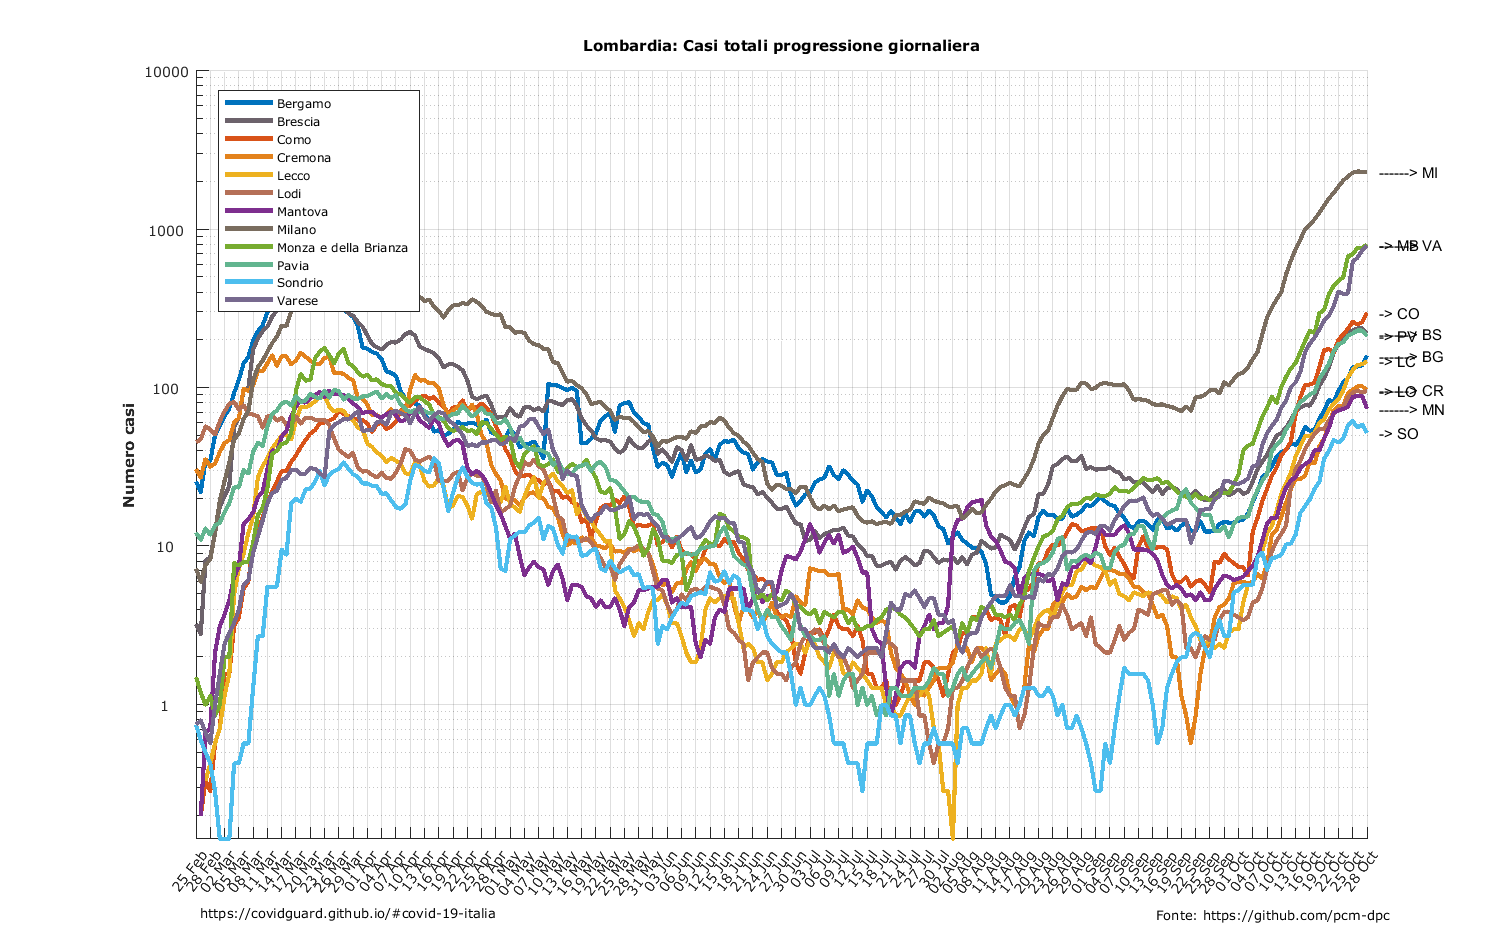 Lombardia: Casi totali progressione giornaliera
10000
1000
100
10
1
Numero casi
Bergamo
Brescia
Como
Cremona
Lecco
Lodi
Mantova
Milano
Monza e della Brianza
Pavia
Sondrio
Varese
------> MI
-> MB
-----> VA
-> CO
-> PV
-----> BS
-----> BG
-> LC
-> LO
-----> CR
-----> MN
-> SO
25 Feb
28 Feb
02 Mar
05 Mar
08 Mar
11 Mar
14 Mar
17 Mar
20 Mar
23 Mar
26 Mar
29 Mar
01 Apr
04 Apr
07 Apr
10 Apr
13 Apr
16 Apr
19 Apr
22 Apr
25 Apr
28 Apr
01 May
04 May
07 May
10 May
13 May
16 May
19 May
22 May
25 May
28 May
31 May
03 Jun
06 Jun
09 Jun
12 Jun
15 Jun
18 Jun
21 Jun
24 Jun
27 Jun
30 Jun
03 Jul
06 Jul
09 Jul
12 Jul
15 Jul
18 Jul
21 Jul
24 Jul
27 Jul
30 Jul
02 Aug
05 Aug
08 Aug
11 Aug
14 Aug
17 Aug
20 Aug
23 Aug
26 Aug
29 Aug
01 Sep
04 Sep
07 Sep
10 Sep
13 Sep
16 Sep
19 Sep
22 Sep
25 Sep
28 Sep
01 Oct
04 Oct
07 Oct
10 Oct
13 Oct
16 Oct
19 Oct
22 Oct
25 Oct
28 Oct
https://covidguard.github.io/#covid-19-italia
Fonte: https://github.com/pcm-dpc